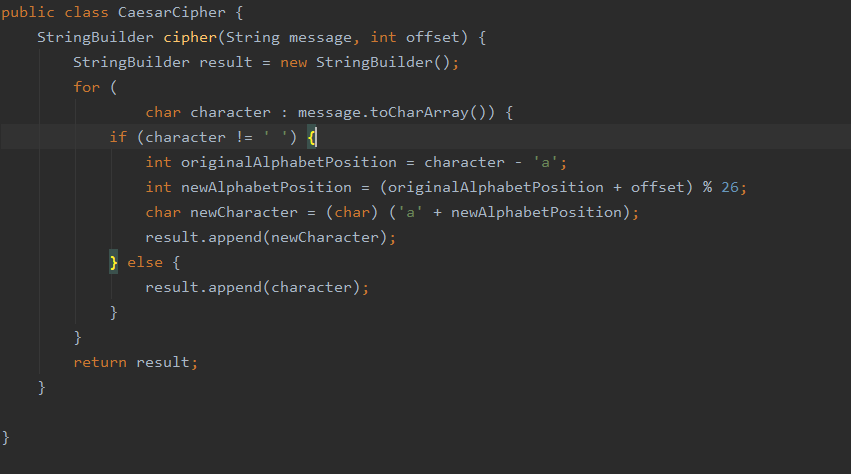 public class CaesarCipher {
    StringBuilder cipher(String message, int offset) {
        StringBuilder result = new StringBuilder();
        for (
                char character : message.toCharArray()) {
            if (character != ' ') {
                int originalAlphabetPosition = character - 'a';
                int newAlphabetPosition = (originalAlphabetPosition + offset) % 26;
                char newCharacter = (char) ('a' + newAlphabetPosition);
                result.append(newCharacter);
            } else {
                result.append(character);
            }
        }
        return result;
    }
}